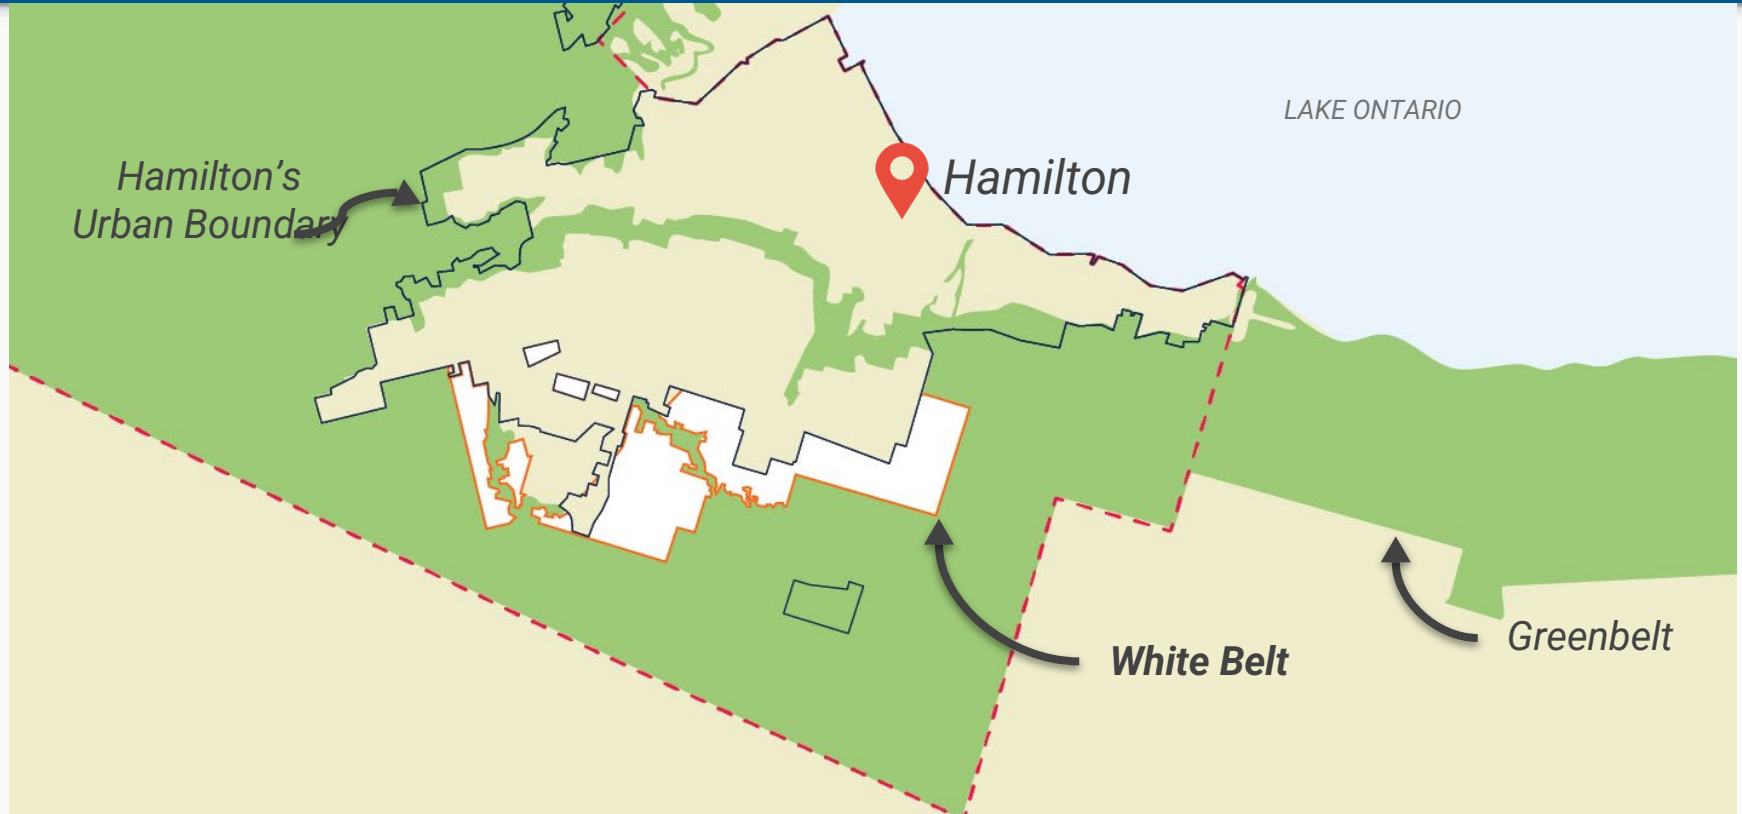 LAKE ONTARIO
Hamilton's
Urban Boundary
Hamilton
White Belt
Greenbelt